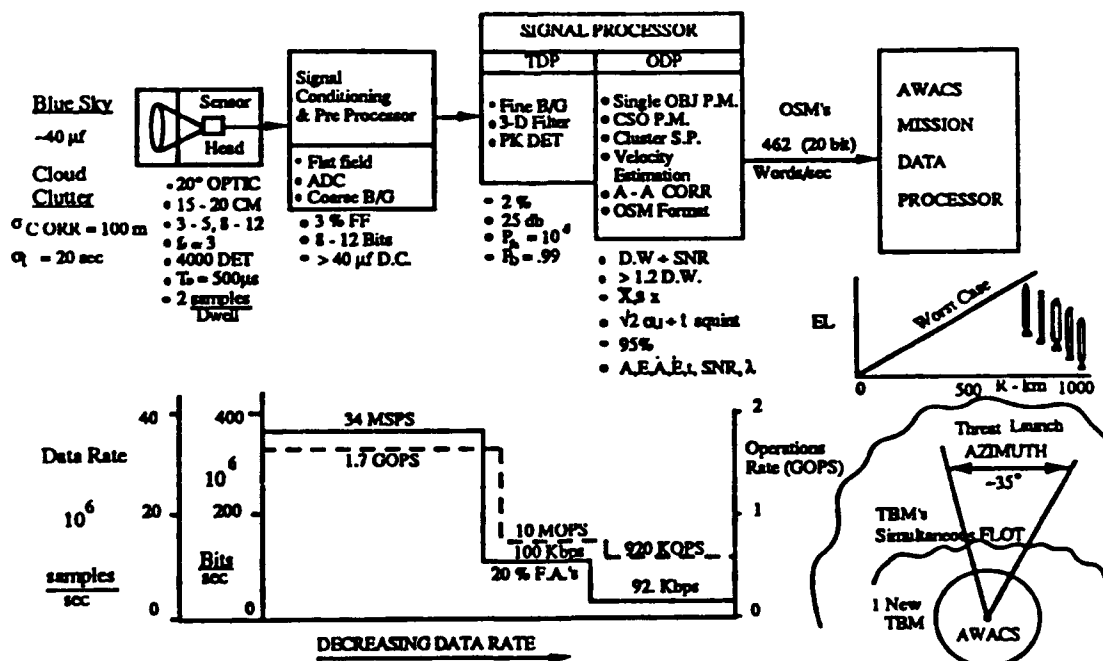 SIGNAL PROCESSOR
TDP
ODP
Blue Sky
~40 µf
Cloud
Clutter
σ C ORR = 100 m
σt = 20 sec
Sensor
Head
• 20° OPTIC
• 15 - 20 CM
• 3 - 5, 8 - 12
• 4000 DET
• 2 samples
Dwell
Signal
Conditioning
& Pre Processor
• Flat field
• ADC
• Coarse B/G
• 3 % FF
• 8 - 12 Bits
• > 40 µf D.C.
• Fine B/G
• 3-D Filter
• PK DET
• 2 %
• 25 db
• = .99
• Single OBJ P.M.
• CSO P.M.
• Cluster S.P.
• Velocity
Estimation
• A - A CORR
• OSM Format
• D.W + SNR
• > 1.2 D.W.
• 95%
• SNR, λ
OSM's
462 (20 bit)
Words/sec
AWACS
MISSION
DATA
PROCESSOR
EL
Worst Case
0
500
R - km
1000
40
20
0
Data Rate
10^6
samples
sec
400
10^6
200
Bits
sec
0
34 MSPS
1.7 GOPS
10 MOPS
100 Kbps
20 % F.A.'s
920 KOPS
92. Kbps
2
1
0
Operations
Rate (GOPS)
DECREASING DATA RATE
Threat Launch
AZIMUTH
~35°
TBM's
Simultaneous FLOT
1 New
TBM
AWACS